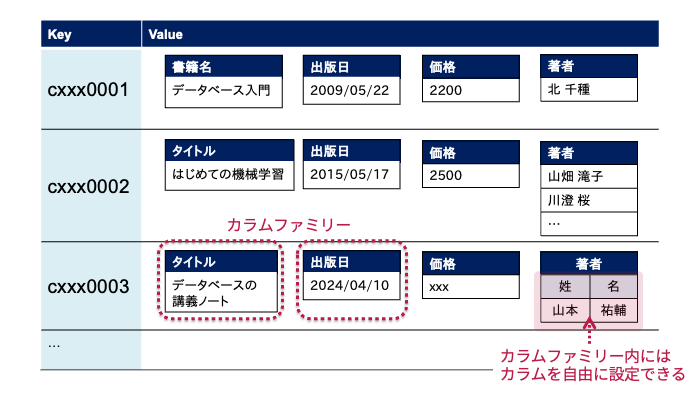 Key Value
書籍名 出版日 価格 著者
cxxx0001 データベース入門 2009/05/22 2200 北 千種
タイトル 出版日 価格 著者
cxxx0002 はじめての機械学習 2015/05/17 2500 山畑 滝子
川澄 桜
…
カラムファミリー
タイトル 出版日 価格 著者
cxxx0003 データベースの 2024/04/10 xxx 姓 名
講義ノート 山本 祐輔
…
カラムファミリー内には
カラムを自由に設定できる